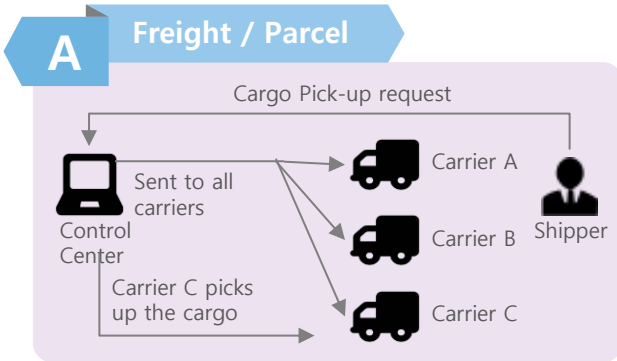 A
Freight / Parcel
Cargo Pick-up request
Carrier A
Sent to all
carriers
Control
Center
Carrier B
Shipper
Carrier C picks
up the cargo
Carrier C